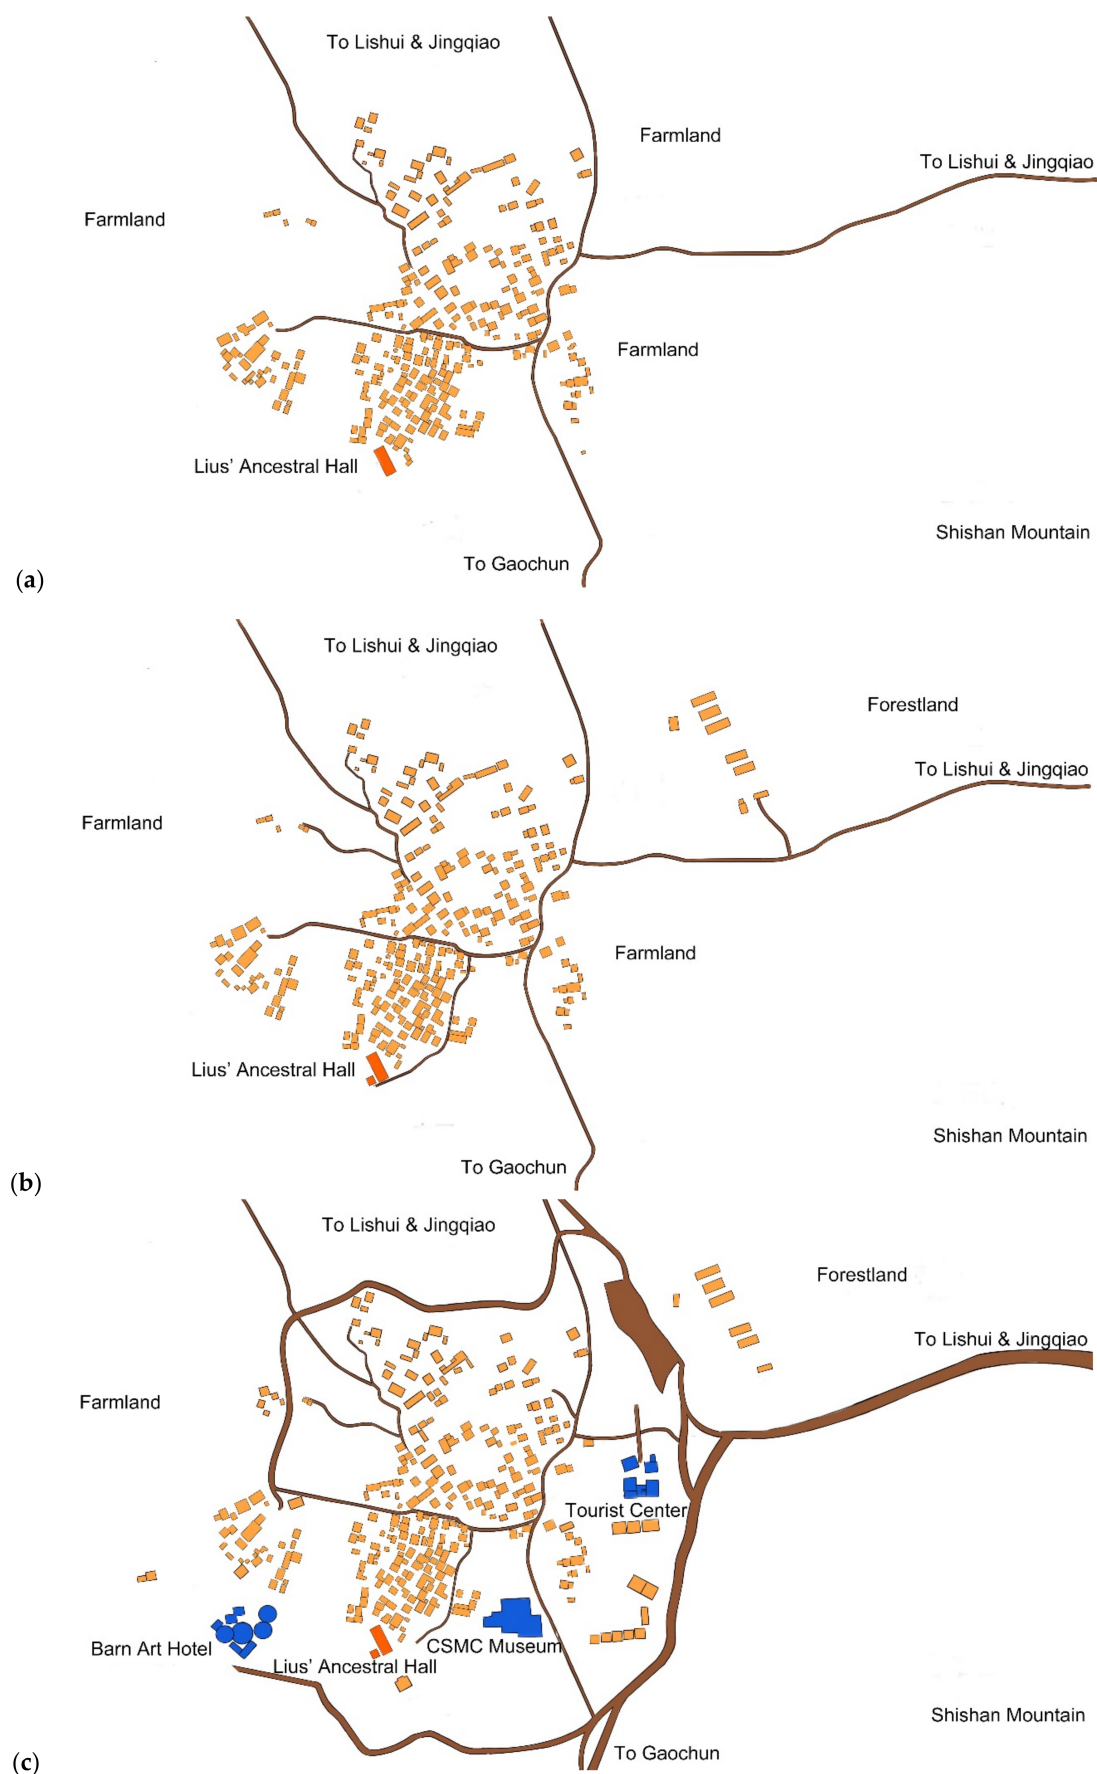 To Lishui & Jingqiao
Farmland
To Lishui & Jingqiao
Farmland
Farmland
Lius’ Ancestral Hall
Shishan Mountain
To Gaochun
(a)
To Lishui & Jingqiao
Forestland
To Lishui & Jingqiao
Farmland
Farmland
Lius’ Ancestral Hall
Shishan Mountain
To Gaochun
(b)
To Lishui & Jingqiao
Forestland
To Lishui & Jingqiao
Farmland
Tourist Center
Barn Art Hotel
CSMC Museum
Lius’ Ancestral Hall
Shishan Mountain
To Gaochun
(c)